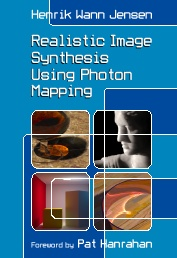 Henrik Wann Jensen
Realistic Image
Synthesis
Using Photon
Mapping
Foreword by Pat Hanrahan